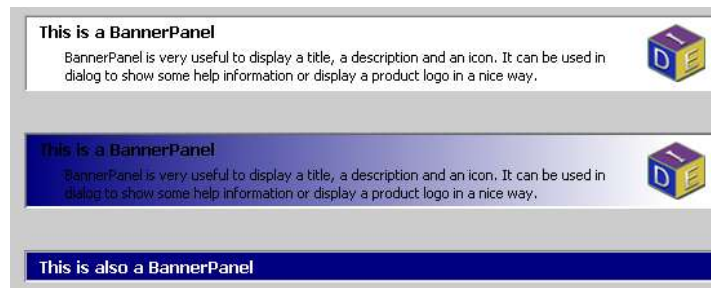 This is a BannerPanel
BannerPanel is very useful to display a title, a description and an icon. It can be used in
dialog to show some help information or display a product logo in a nice way.
I
D E
This is a BannerPanel
BannerPanel is very useful to display a title, a description and an icon. It can be used in
dialog to show some help information or display a product logo in a nice way.
I
D E
This is also a BannerPanel